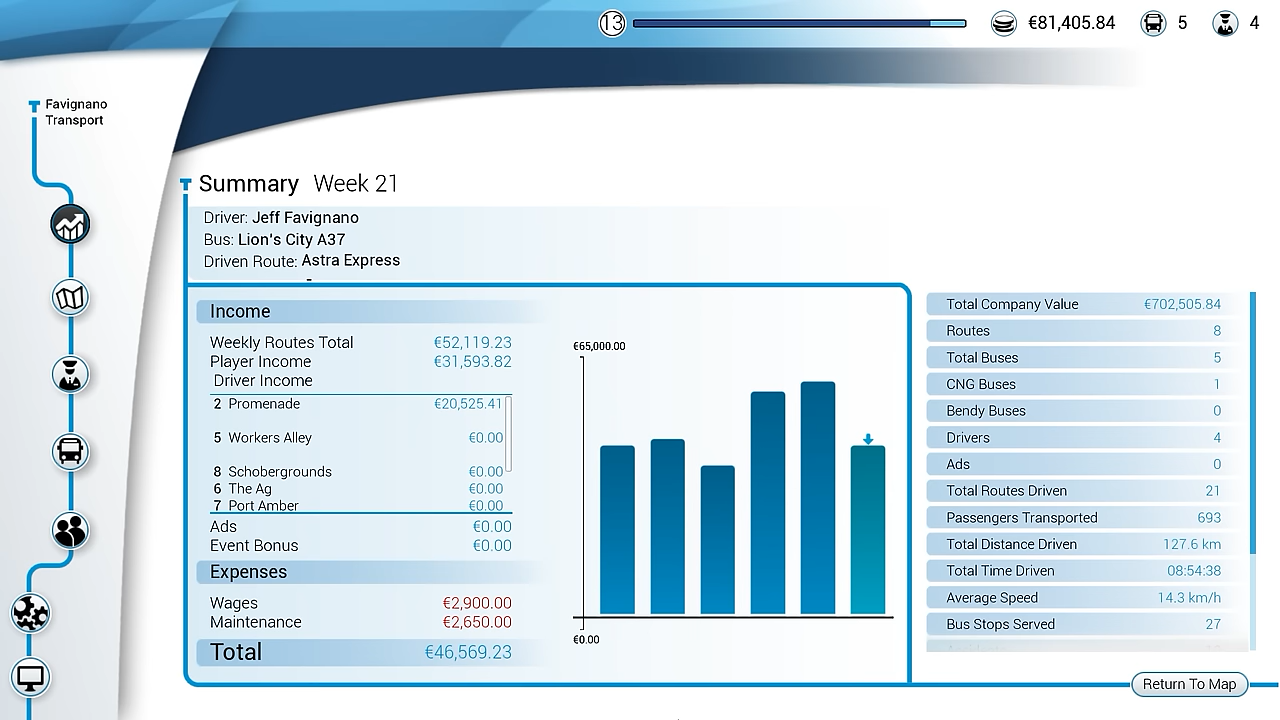 13
€81,405.84
5
4
Favignano
Transport
Summary Week 21
Driver: Jeff Favignano
Bus: Lion's City A37
Driven Route: Astra Express
-
Income
Weekly Routes Total €52,119.23
Player Income €31,593.82
Driver Income
2 Promenade €20,525.41
5 Workers Alley €0.00
8 Schobergrounds €0.00
6 The Ag €0.00
7 Port Amber €0.00
Ads €0.00
Event Bonus €0.00
Expenses
Wages €2,900.00
Maintenance €2,650.00
Total €46,569.23
€65,000.00
€0.00
Total Company Value €702,505.84
Routes 8
Total Buses 5
CNG Buses 1
Bendy Buses 0
Drivers 4
Ads 0
Total Routes Driven 21
Passengers Transported 693
Total Distance Driven 127.6 km
Total Time Driven 08:54:38
Average Speed 14.3 km/h
Bus Stops Served 27
Return To Map